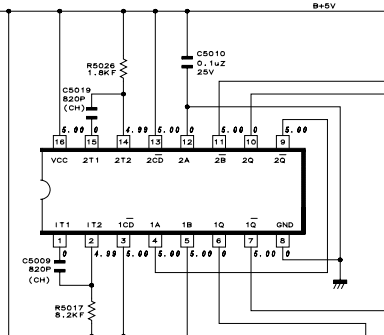 B+5V
C5010
0.1uZ
25V
R5026
1.8KF
C5019
820P
(CH)
5.00 0 4.99 5.00 0 5.00 0 5.00
16 15 14 13 12 11 10 9
VCC 2T1 2T2 2CD 2A 2B 2Q 2Q
IT1 IT2 1CD 1A 1B 1Q 1Q GND
1 2 3 4 5 6 7 8
0 4.99 5.00 5.00 5.00 0 5.00 0
C5009
820P
(CH)
R5017
8.2KF